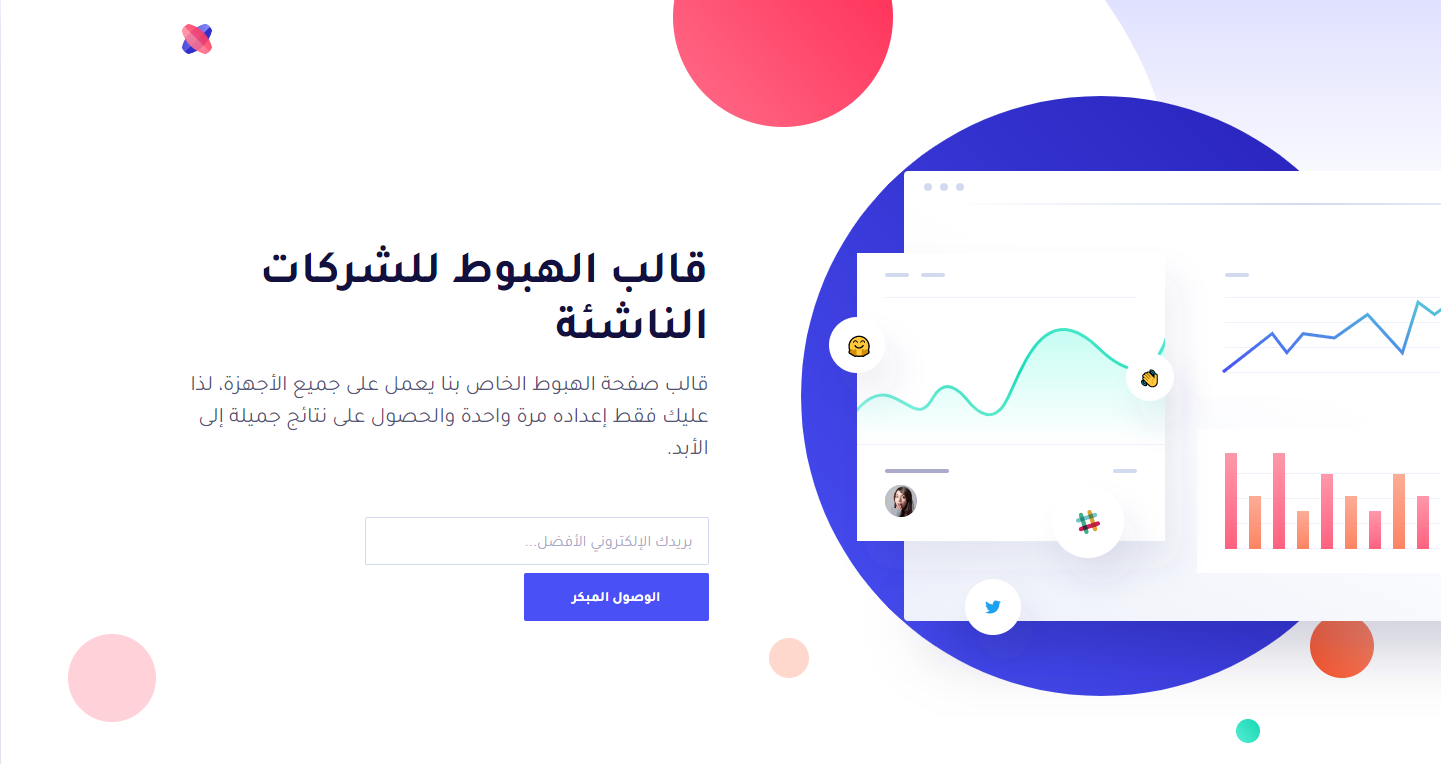 قالب الهبوط للشركات
الناشئة
قالب صفحة الهبوط الخاص بنا يعمل على جميع الأجهزة، لذا
عليك فقط إعداده مرة واحدة والحصول على نتائج جميلة إلى
الأبد.
بريدك الإلكتروني الأفضل...
الوصول المبكر